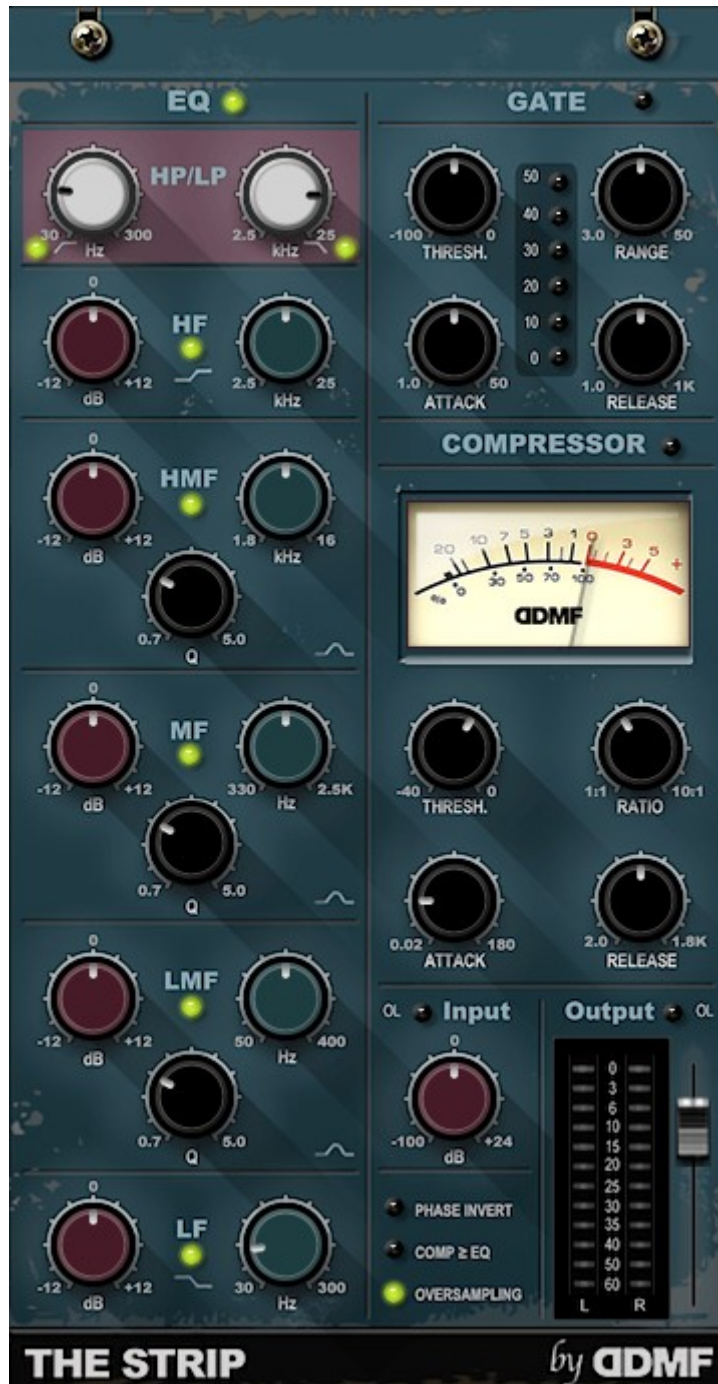 EQ
HP/LP
30 Hz 300
2.5 kHz 25
0
HF
-12 dB +12
2.5 kHz 25
0
HMF
-12 dB +12
1.8 kHz 16
0.7 Q 5.0
0
MF
-12 dB +12
330 Hz 2.5K
0.7 Q 5.0
0
LMF
-12 dB +12
50 Hz 400
0.7 Q 5.0
0
LF
-12 dB +12
30 Hz 300
GATE
-100 THRESH. 0
50
40
30
20
10
0
3.0 RANGE 50
1.0 ATTACK 50
1.0 RELEASE 1K
COMPRESSOR
20 10 7 5 3 1 0 3 5 +
0 30 50 70 100
DDMF
-40 THRESH. 0
1:1 RATIO 10:1
0.02 ATTACK 180
2.0 RELEASE 1.8K
OL Input
0
-100 dB +24
PHASE INVERT
COMP ≥ EQ
OVERSAMPLING
Output OL
0
3
6
10
15
20
25
30
35
40
50
60
L R
THE STRIP by DDMF